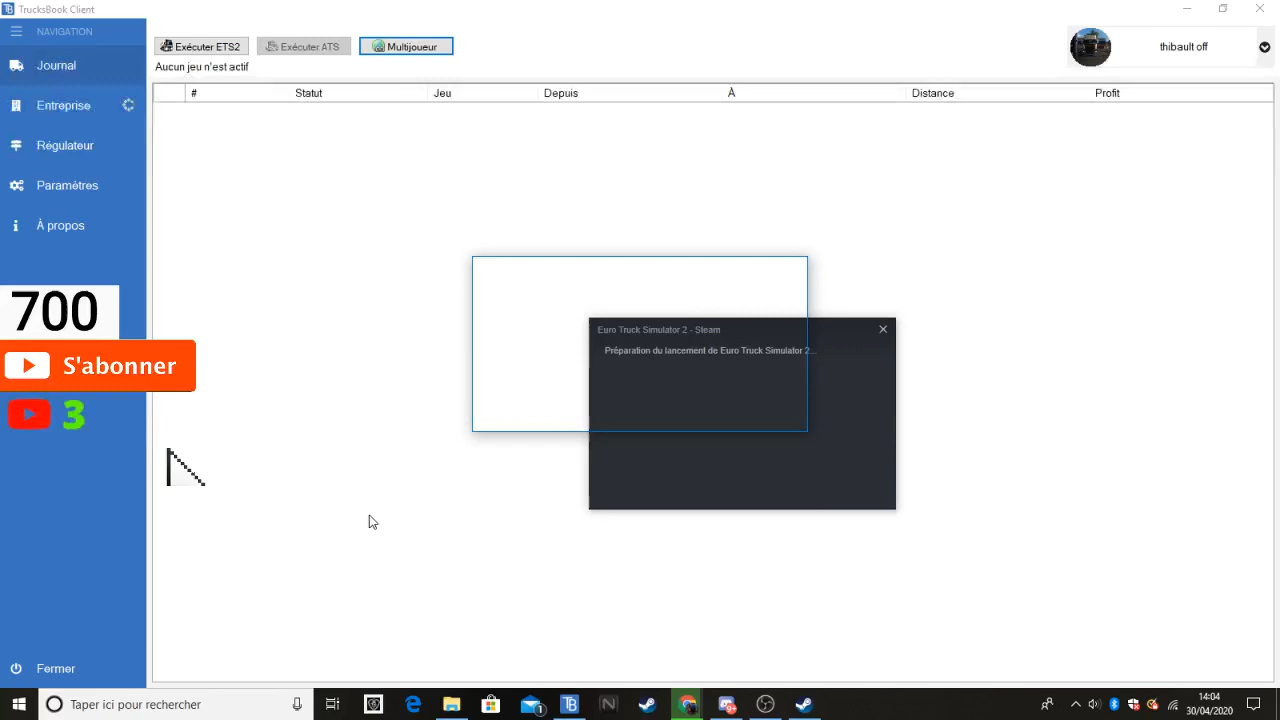 TrucksBook Client
NAVIGATION
Journal
Entreprise
Régulateur
Paramètres
À propos
700
S'abonner
3
Fermer
Exécuter ETS2
Exécuter ATS
Multijoueur
Aucun jeu n'est actif
thibault off
# Statut Jeu Depuis À Distance Profit
Euro Truck Simulator 2 - Steam
Préparation du lancement de Euro Truck Simulator 2...
Taper ici pour rechercher
14:04
30/04/2020